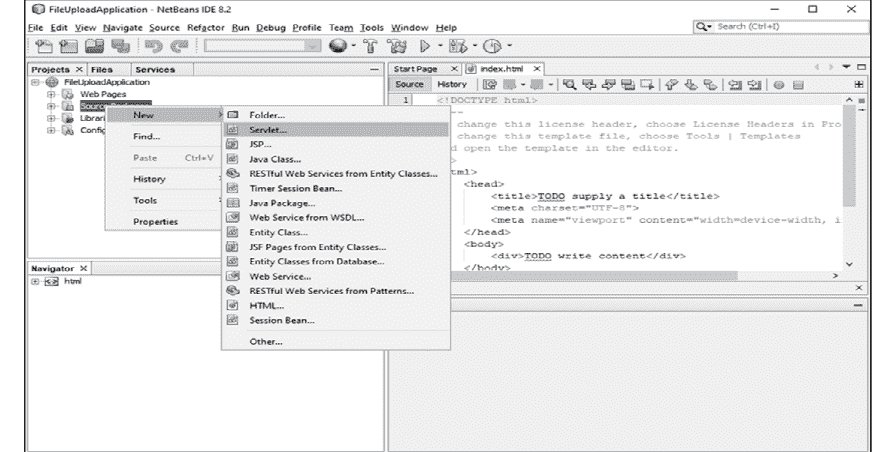 FileUploadApplication - NetBeans IDE 8.2
File Edit View Navigate Source Refactor Run Debug Profile Team Tools Window Help
Search (Ctrl+I)
Projects × Files Services
Start Page × index.html ×
FileUploadApplication
Source History
Web Pages
1 <!DOCTYPE html>
New
Folder...
--
Servlet...
change this license header, choose License Headers in Pro
Find...
JSP...
change this template file, choose Tools | Templates
Paste Ctrl+V
Java Class...
d open the template in the editor.
History
RESTful Web Services from Entity Classes...
tml>
Tools
Timer Session Bean...
<head>
Properties
Java Package...
<title>TODO supply a title</title>
Web Service from WSDL...
<meta charset="UTF-8">
Entity Class...
<meta name="viewport" content="width=device-width, i
JSF Pages from Entity Classes...
</head>
Entity Classes from Database...
<body>
Web Service...
<div>TODO write content</div>
RESTful Web Services from Patterns...
</body>
HTML...
Session Bean...
Other...
Navigator ×
html